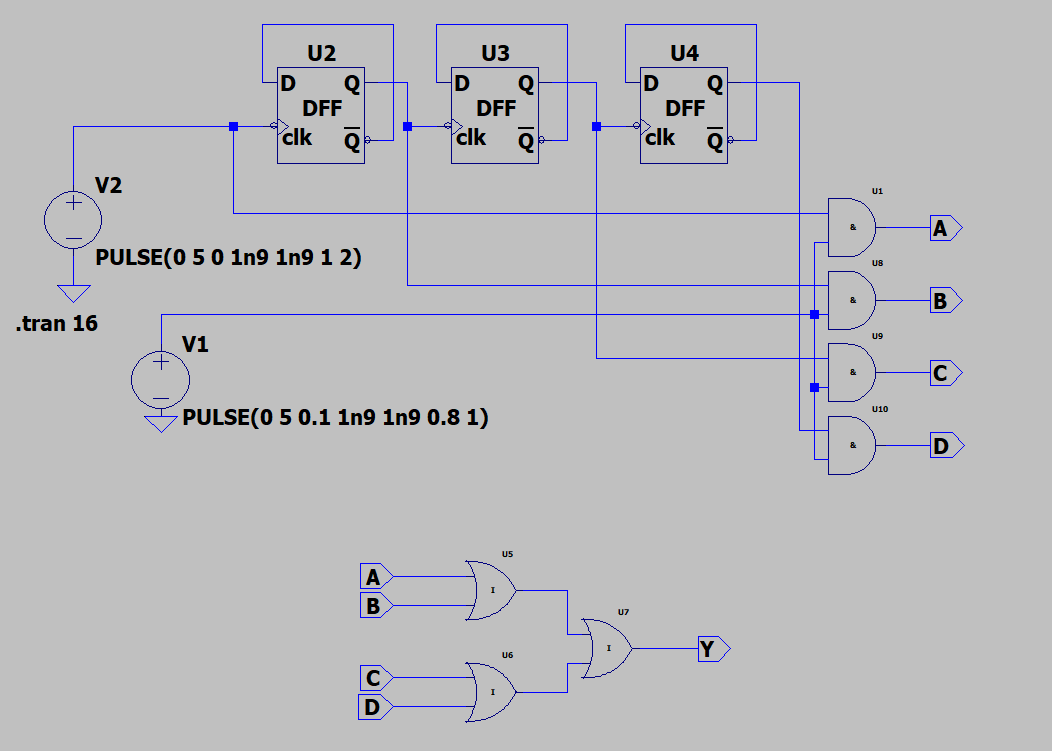 U2 U3 U4
D Q D Q D Q
DFF DFF DFF
clk Q clk Q clk Q
U1
V2
& A
PULSE(0 5 0 1n9 1n9 1 2)
U8
& B
.tran 16
U9
V1
& C
U10
PULSE(0 5 0.1 1n9 1n9 0.8 1)
& D
U5
A
I
B
U7
I Y
U6
C
I
D